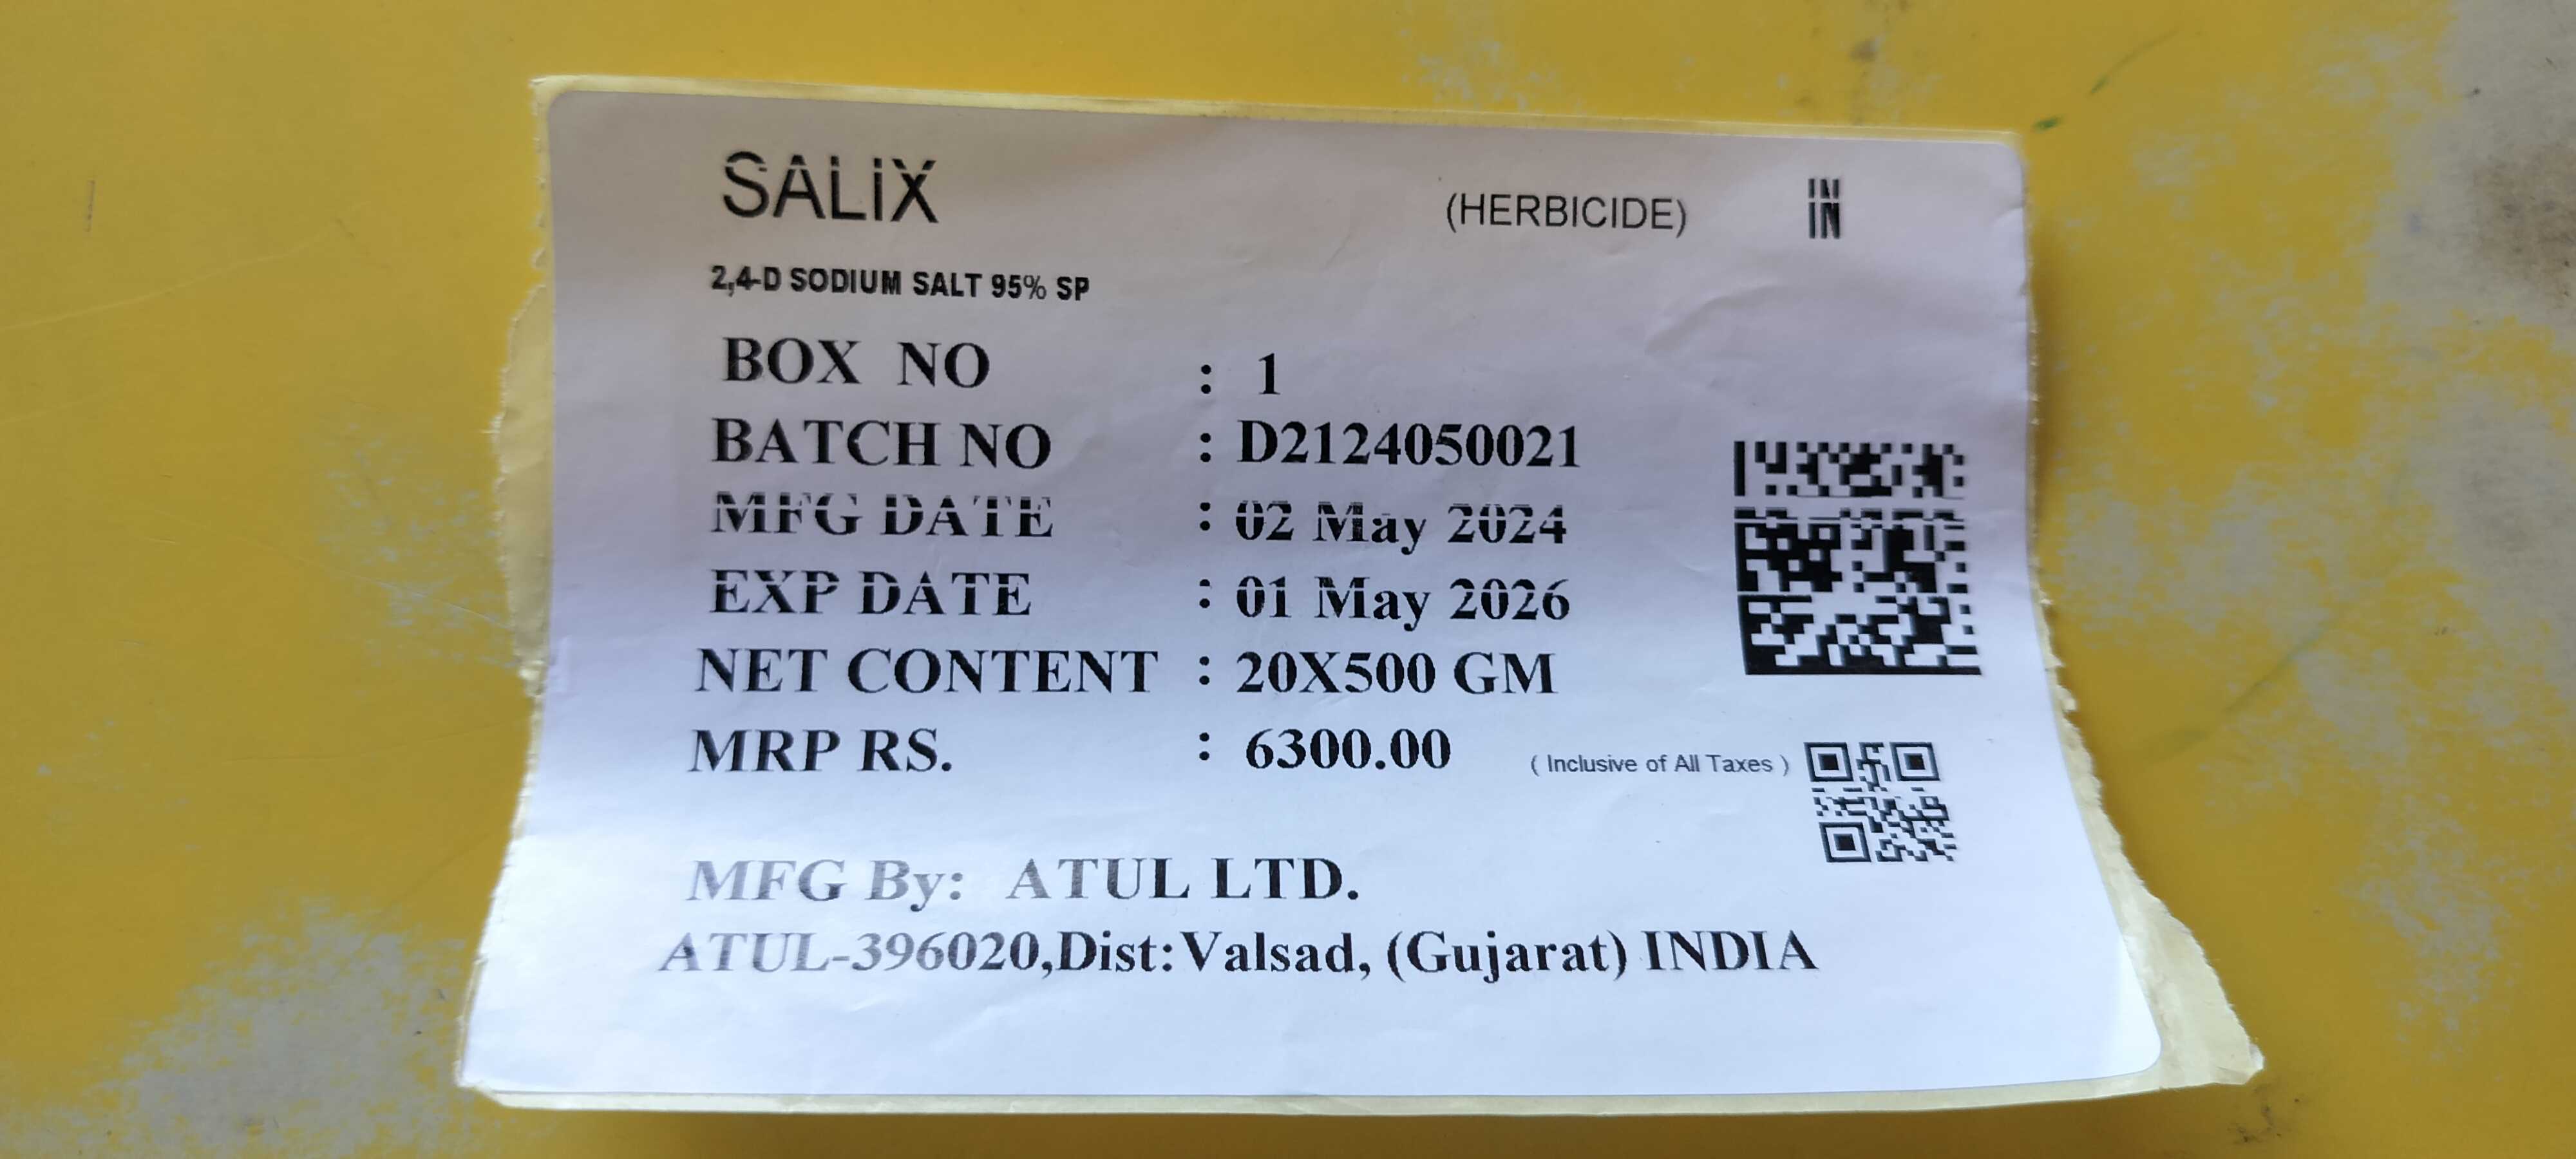 SALIX
(HERBICIDE)
IN
2,4-D SODIUM SALT 95% SP
BOX NO : 1
BATCH NO : D2124050021
MFG DATE : 02 May 2024
EXP DATE : 01 May 2026
NET CONTENT : 20X500 GM
MRP RS. : 6300.00 ( Inclusive of All Taxes )
MFG By: ATUL LTD.
ATUL-396020,Dist:Valsad, (Gujarat) INDIA